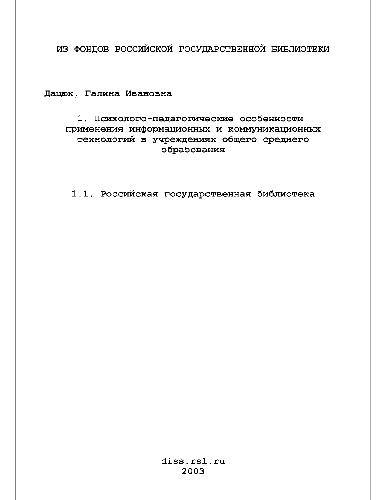 ИЗ ФОНДОВ РОССИЙСКОЙ ГОСУДАРСТВЕННОЙ БИБЛИОТЕКИ
Дацюк, Галина Ивановна
1. Психолого-педагогические особенности
применения информационных и коммуникационных
технологий в учреждениях общего среднего
образования
1.1. Российская государственная библиотека
diss.rsl.ru
2003